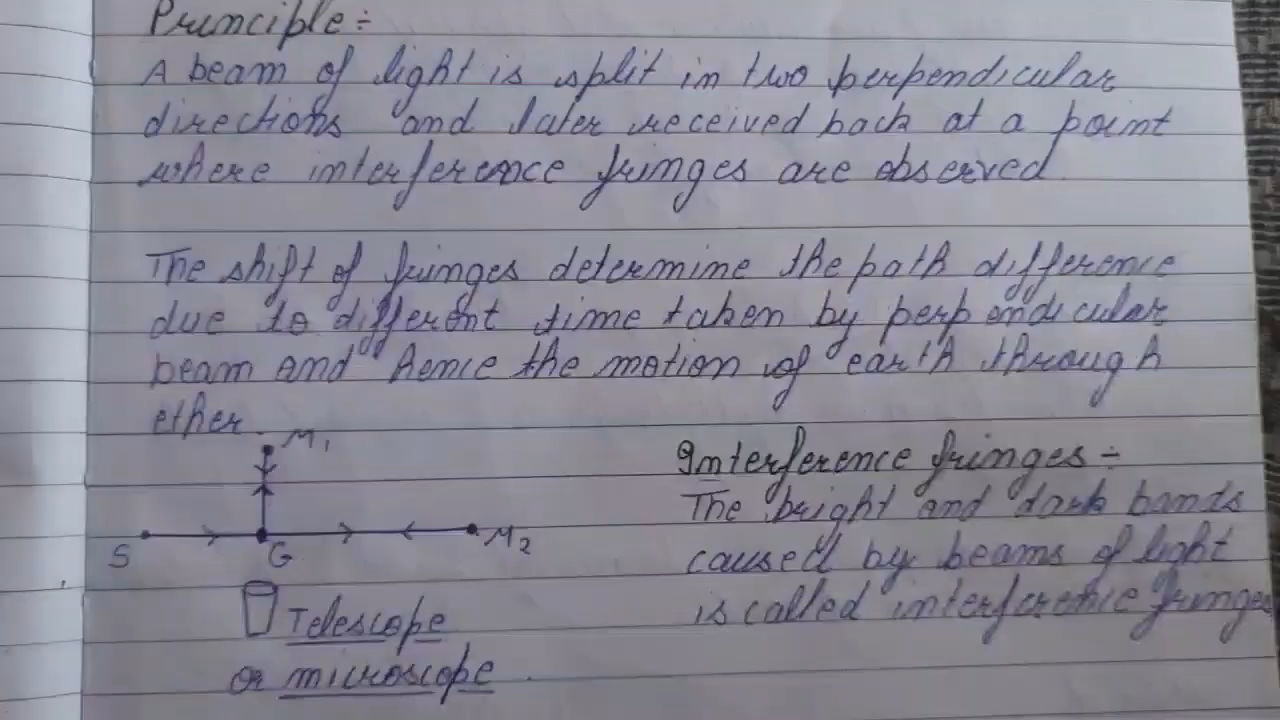 Principle ÷
A beam of light is split in two perpendicular
directions and later received back at a point
where interference fringes are observed.
The shift of fringes determine the path difference
due to different time taken by perpendicular
beam and hence the motion of earth through
ether.
M1
S
G
M2
Telescope
or microscope.
Interference fringes ÷
The bright and dark bands
caused by beams of light
is called interference fringes